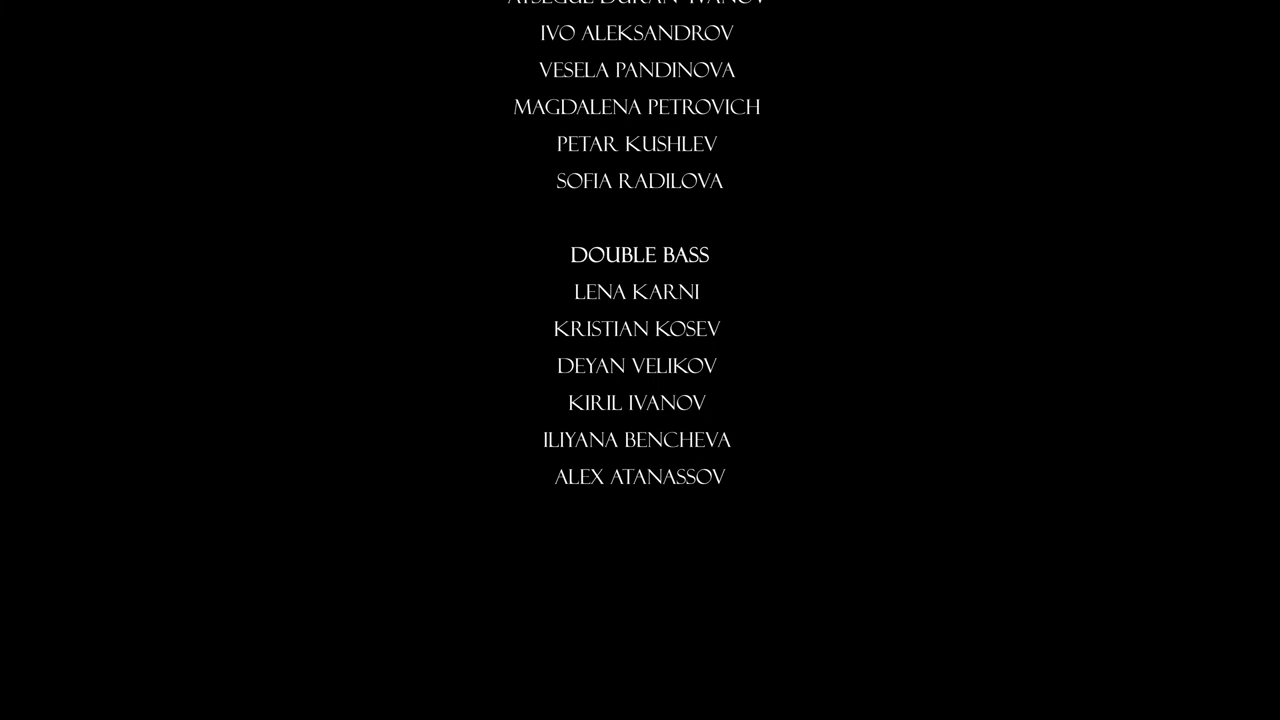 IVO ALEKSANDROV
VESELA PANDINOVA
MAGDALENA PETROVICH
PETAR KUSHLEV
SOFIA RADILOVA
DOUBLE BASS
LENA KARNI
KRISTIAN KOSEV
DEYAN VELIKOV
KIRIL IVANOV
ILIYANA BENCHEVA
ALEX ATANASSOV